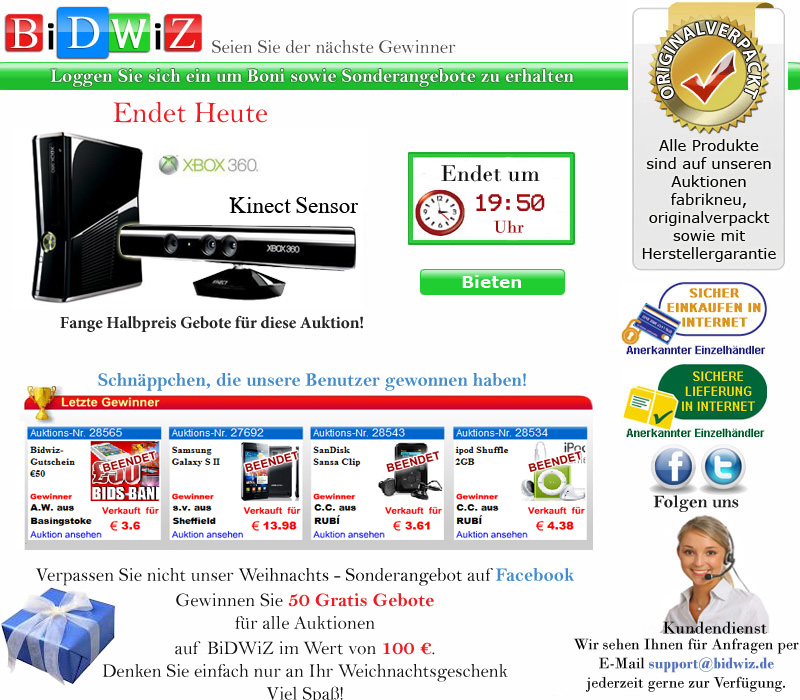 BiDWiZ Seien Sie der nächste Gewinner
Loggen Sie sich ein um Boni sowie Sonderangebote zu erhalten
Endet Heute
XBOX 360.
Kinect Sensor
XBOX360
KINECT
Fange Halbpreis Gebote für diese Auktion!
Endet um
19:50
Uhr
Bieten
ORIGINALVERPACKT
Alle Produkte
sind auf unseren
Auktionen
fabrikneu,
originalverpackt
sowie mit
Herstellergarantie
SICHER
EINKAUFEN IN
INTERNET
Anerkannter Einzelhändler
SICHERE
LIEFERUNG
IN INTERNET
Anerkannter Einzelhändler
Folgen uns
Schnäppchen, die unsere Benutzer gewonnen haben!
Letzte Gewinner
Auktions-Nr. 28565
Bidwiz-
Gutschein
€50
BEENDET
£50
BIDS-BAN
Gewinner
A.W. aus
Basingstoke
Verkauft für
€ 3.6
Auktion ansehen
Auktions-Nr. 27692
Samsung
Galaxy S II
BEENDET
Gewinner
s.v. aus
Sheffield
Verkauft für
€ 13.98
Auktion ansehen
Auktions-Nr. 28543
SanDisk
Sansa Clip
BEENDET
Gewinner
C.C. aus
RUBÍ
Verkauft für
€ 3.61
Auktion ansehen
Auktions-Nr. 28534
ipod Shuffle
2GB
iPo
BEENDET
Gewinner
C.C. aus
RUBÍ
Verkauft für
€ 4.38
Auktion ansehen
Verpassen Sie nicht unser Weihnachts - Sonderangebot auf Facebook
Gewinnen Sie 50 Gratis Gebote
für alle Auktionen
auf BiDWiZ im Wert von 100 €.
Denken Sie einfach nur an Ihr Weichnachtsgeschenk
Viel Spaß!
Kundendienst
Wir sehen Ihnen für Anfragen per
E-Mail support@bidwiz.de
jederzeit gerne zur Verfügung.